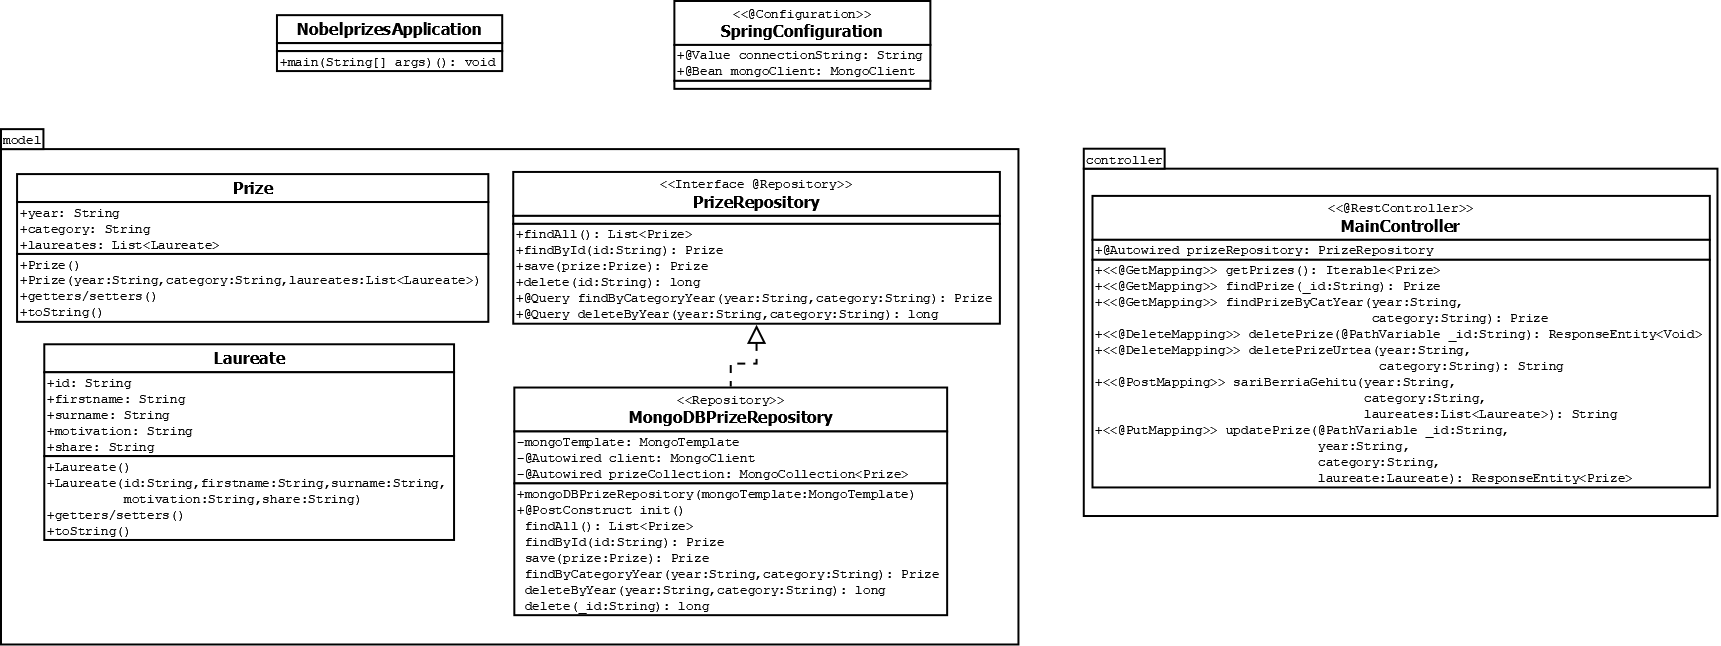 NobelprizesApplication
+main(String[] args)(): void
<<@Configuration>>
SpringConfiguration
+@Value connectionString: String
+@Bean mongoClient: MongoClient
model
Prize
+year: String
+category: String
+laureates: List<Laureate>
+Prize()
+Prize(year:String,category:String,laureates:List<Laureate>)
+getters/setters()
+toString()
Laureate
+id: String
+firstname: String
+surname: String
+motivation: String
+share: String
+Laureate()
+Laureate(id:String,firstname:String,surname:String,
motivation:String,share:String)
+getters/setters()
+toString()
<<Interface @Repository>>
PrizeRepository
+findAll(): List<Prize>
+findById(id:String): Prize
+save(prize:Prize): Prize
+delete(id:String): long
+@Query findByCategoryYear(year:String,category:String): Prize
+@Query deleteByYear(year:String,category:String): long
<<Repository>>
MongoDBPrizeRepository
-mongoTemplate: MongoTemplate
-@Autowired client: MongoClient
-@Autowired prizeCollection: MongoCollection<Prize>
+mongoDBPrizeRepository(mongoTemplate:MongoTemplate)
+@PostConstruct init()
findAll(): List<Prize>
findById(id:String): Prize
save(prize:Prize): Prize
findByCategoryYear(year:String,category:String): Prize
deleteByYear(year:String,category:String): long
delete(_id:String): long
controller
<<@RestController>>
MainController
+@Autowired prizeRepository: PrizeRepository
+<<@GetMapping>> getPrizes(): Iterable<Prize>
+<<@GetMapping>> findPrize(_id:String): Prize
+<<@GetMapping>> findPrizeByCatYear(year:String,
category:String): Prize
+<<@DeleteMapping>> deletePrize(@PathVariable _id:String): ResponseEntity<Void>
+<<@DeleteMapping>> deletePrizeUrtea(year:String,
category:String): String
+<<@PostMapping>> sariBerriaGehitu(year:String,
category:String,
laureates:List<Laureate>): String
+<<@PutMapping>> updatePrize(@PathVariable _id:String,
year:String,
category:String,
laureate:Laureate): ResponseEntity<Prize>